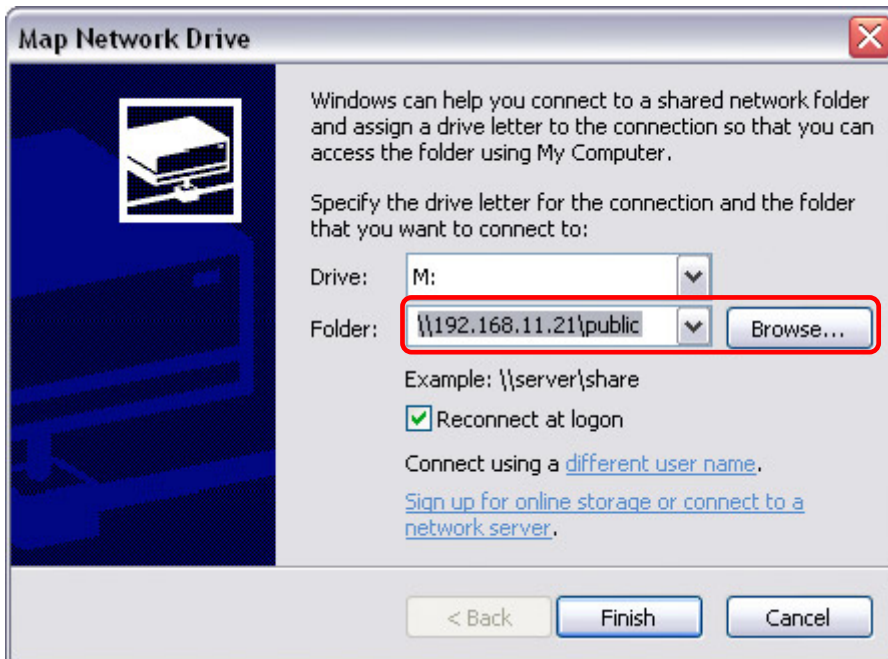 Map Network Drive
Windows can help you connect to a shared network folder
and assign a drive letter to the connection so that you can
access the folder using My Computer.
Specify the drive letter for the connection and the folder
that you want to connect to:
Drive: M:
Folder: \\192.168.11.21\public Browse...
Example: \\server\share
Reconnect at logon
Connect using a different user name.
Sign up for online storage or connect to a
network server.
< Back Finish Cancel